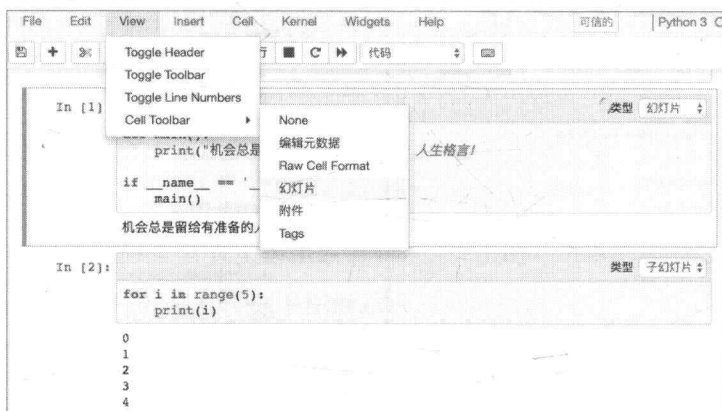 File Edit View Insert Cell Kernel Widgets Help 可信的 Python 3
行 代码
Toggle Header
Toggle Toolbar
Toggle Line Numbers
Cell Toolbar
None
编辑元数据
Raw Cell Format
幻灯片
附件
Tags
In [1] 类型 幻灯片
print("机会总是 人生格言!
if __name__ == '_
main()
机会总是留给有准备的
In [2]: 类型 子幻灯片
for i in range(5):
print(i)
0
1
2
3
4